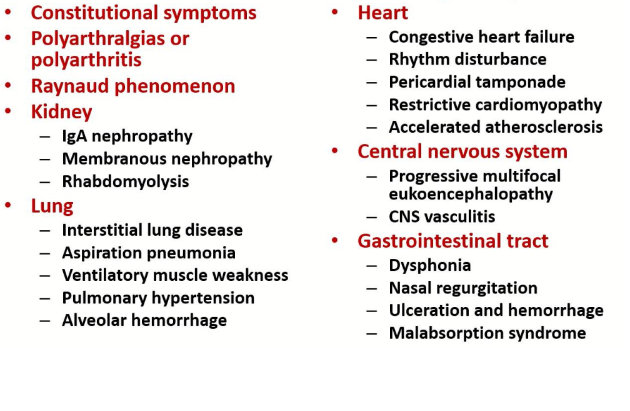 • Constitutional symptoms
• Polyarthralgias or
polyarthritis
• Raynaud phenomenon
• Kidney
– IgA nephropathy
– Membranous nephropathy
– Rhabdomyolysis
• Lung
– Interstitial lung disease
– Aspiration pneumonia
– Ventilatory muscle weakness
– Pulmonary hypertension
– Alveolar hemorrhage
• Heart
– Congestive heart failure
– Rhythm disturbance
– Pericardial tamponade
– Restrictive cardiomyopathy
– Accelerated atherosclerosis
• Central nervous system
– Progressive multifocal
eukoencephalopathy
– CNS vasculitis
• Gastrointestinal tract
– Dysphonia
– Nasal regurgitation
– Ulceration and hemorrhage
– Malabsorption syndrome